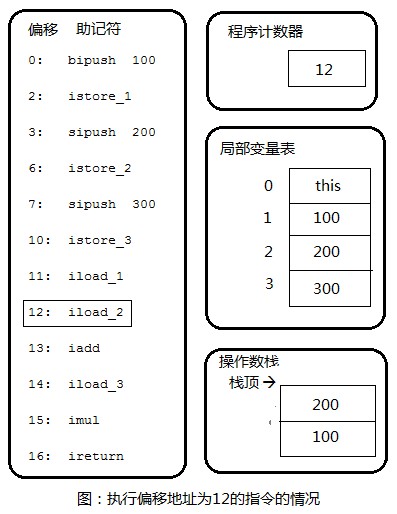 偏移 助记符
0: bipush 100
2: istore_1
3: sipush 200
6: istore_2
7: sipush 300
10: istore_3
11: iload_1
12: iload_2
13: iadd
14: iload_3
15: imul
16: ireturn
程序计数器
12
局部变量表
0 this
1 100
2 200
3 300
操作数栈
栈顶→
200
100
图：执行偏移地址为12的指令的情况